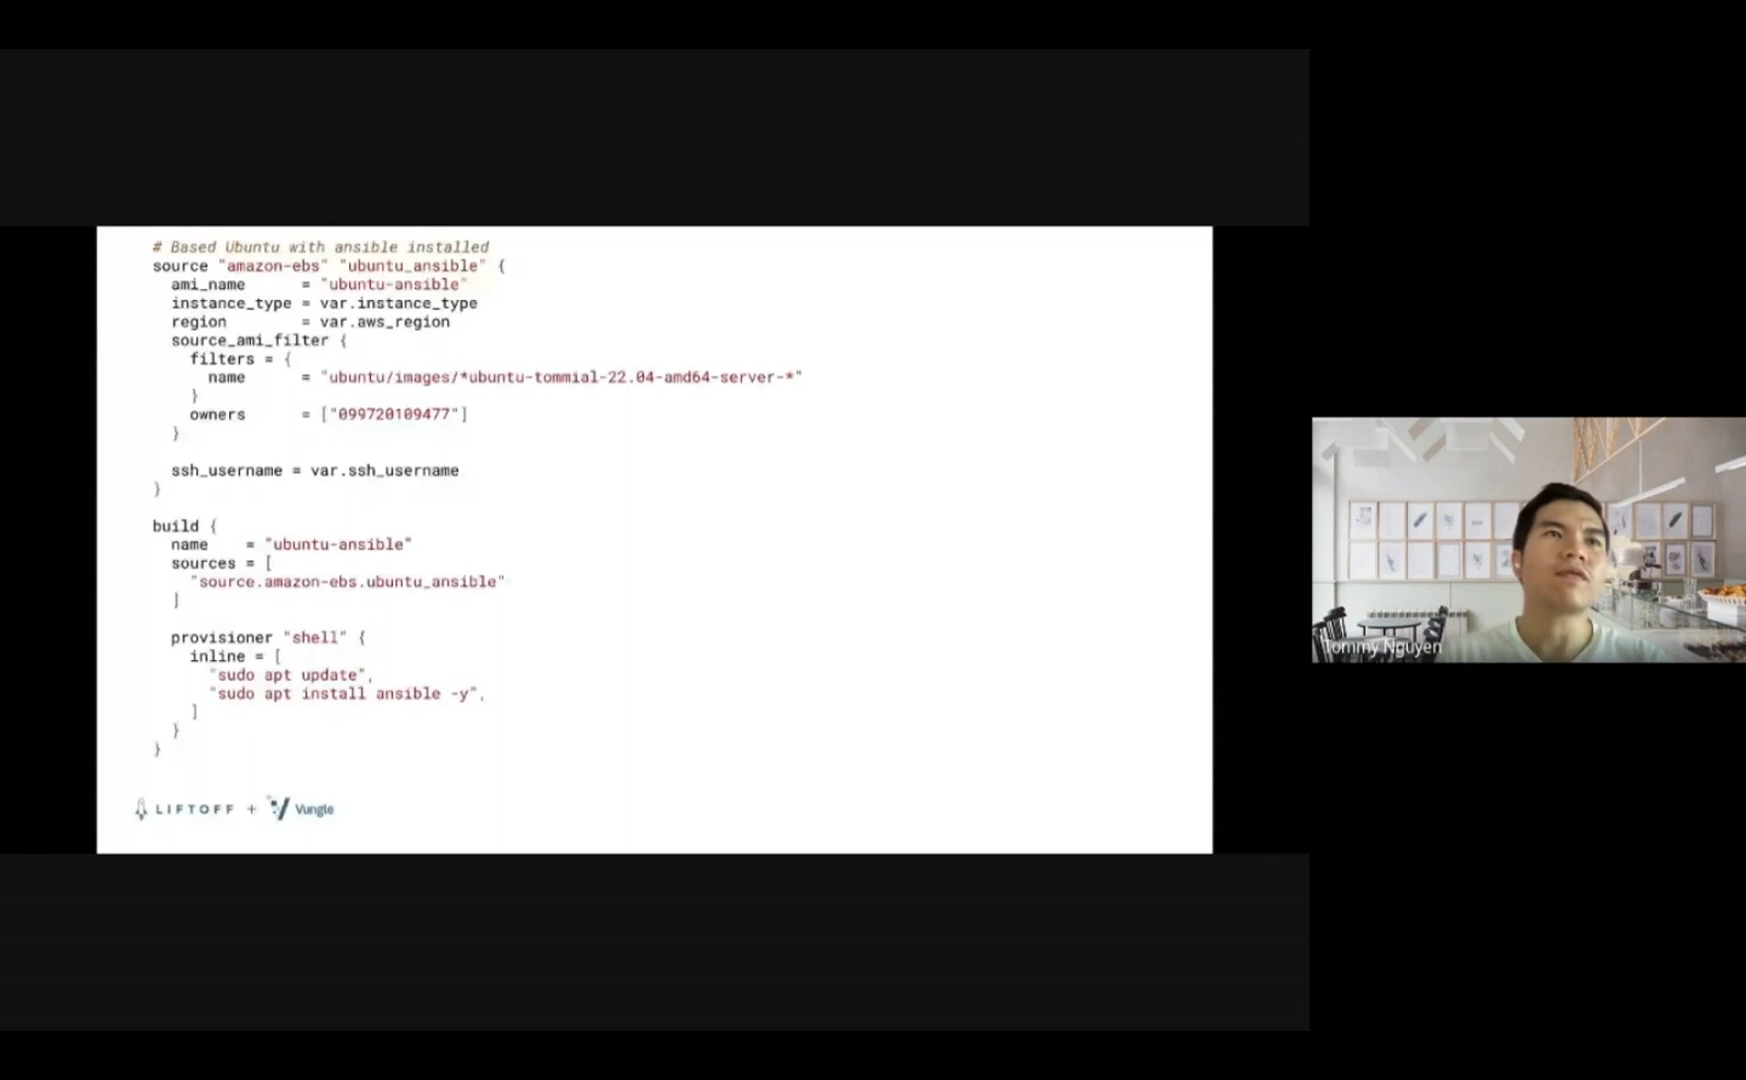 # Based Ubuntu with ansible installed
source "amazon-ebs" "ubuntu_ansible" {
ami_name = "ubuntu-ansible"
instance_type = var.instance_type
region = var.aws_region
source_ami_filter {
filters = {
name = "ubuntu/images/*ubuntu-tommial-22.04-amd64-server-*"
}
owners = ["099720109477"]
}
ssh_username = var.ssh_username
}
build {
name = "ubuntu-ansible"
sources = [
"source.amazon-ebs.ubuntu_ansible"
]
provisioner "shell" {
inline = [
"sudo apt update",
"sudo apt install ansible -y",
]
}
}
LIFTOFF + Vungle
Tommy Nguyen